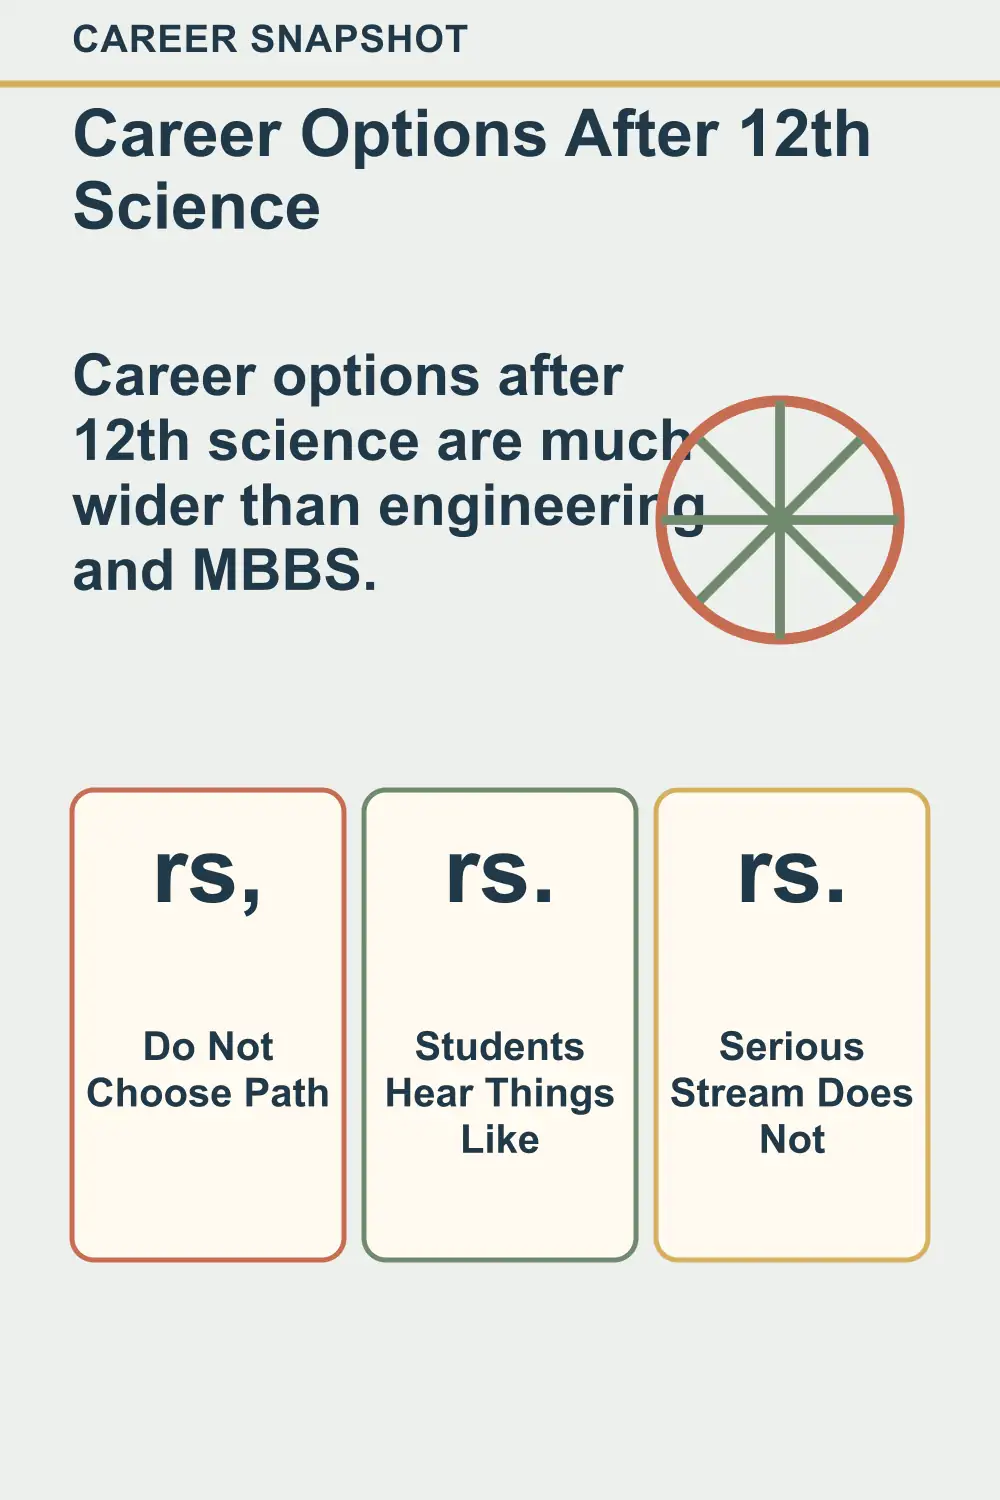 CAREER SNAPSHOT
Career Options After 12th
Science
Career options after
12th science are much
wider than engineering
and MBBS.
rs,
Do Not
Choose Path
rs.
Students
Hear Things
Like
rs.
Serious
Stream Does
Not